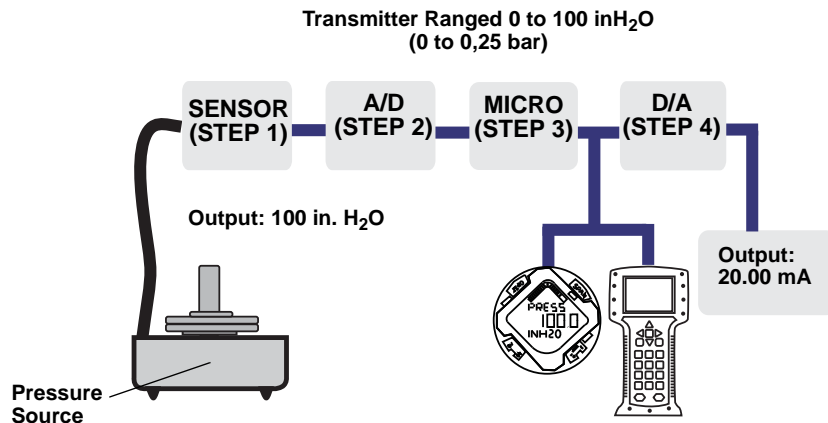 Transmitter Ranged 0 to 100 inH₂O
(0 to 0,25 bar)
SENSOR
(STEP 1)
A/D
(STEP 2)
MICRO
(STEP 3)
D/A
(STEP 4)
Output: 100 in. H₂O
Output:
20.00 mA
PRESS
100.0
INH20
Pressure
Source